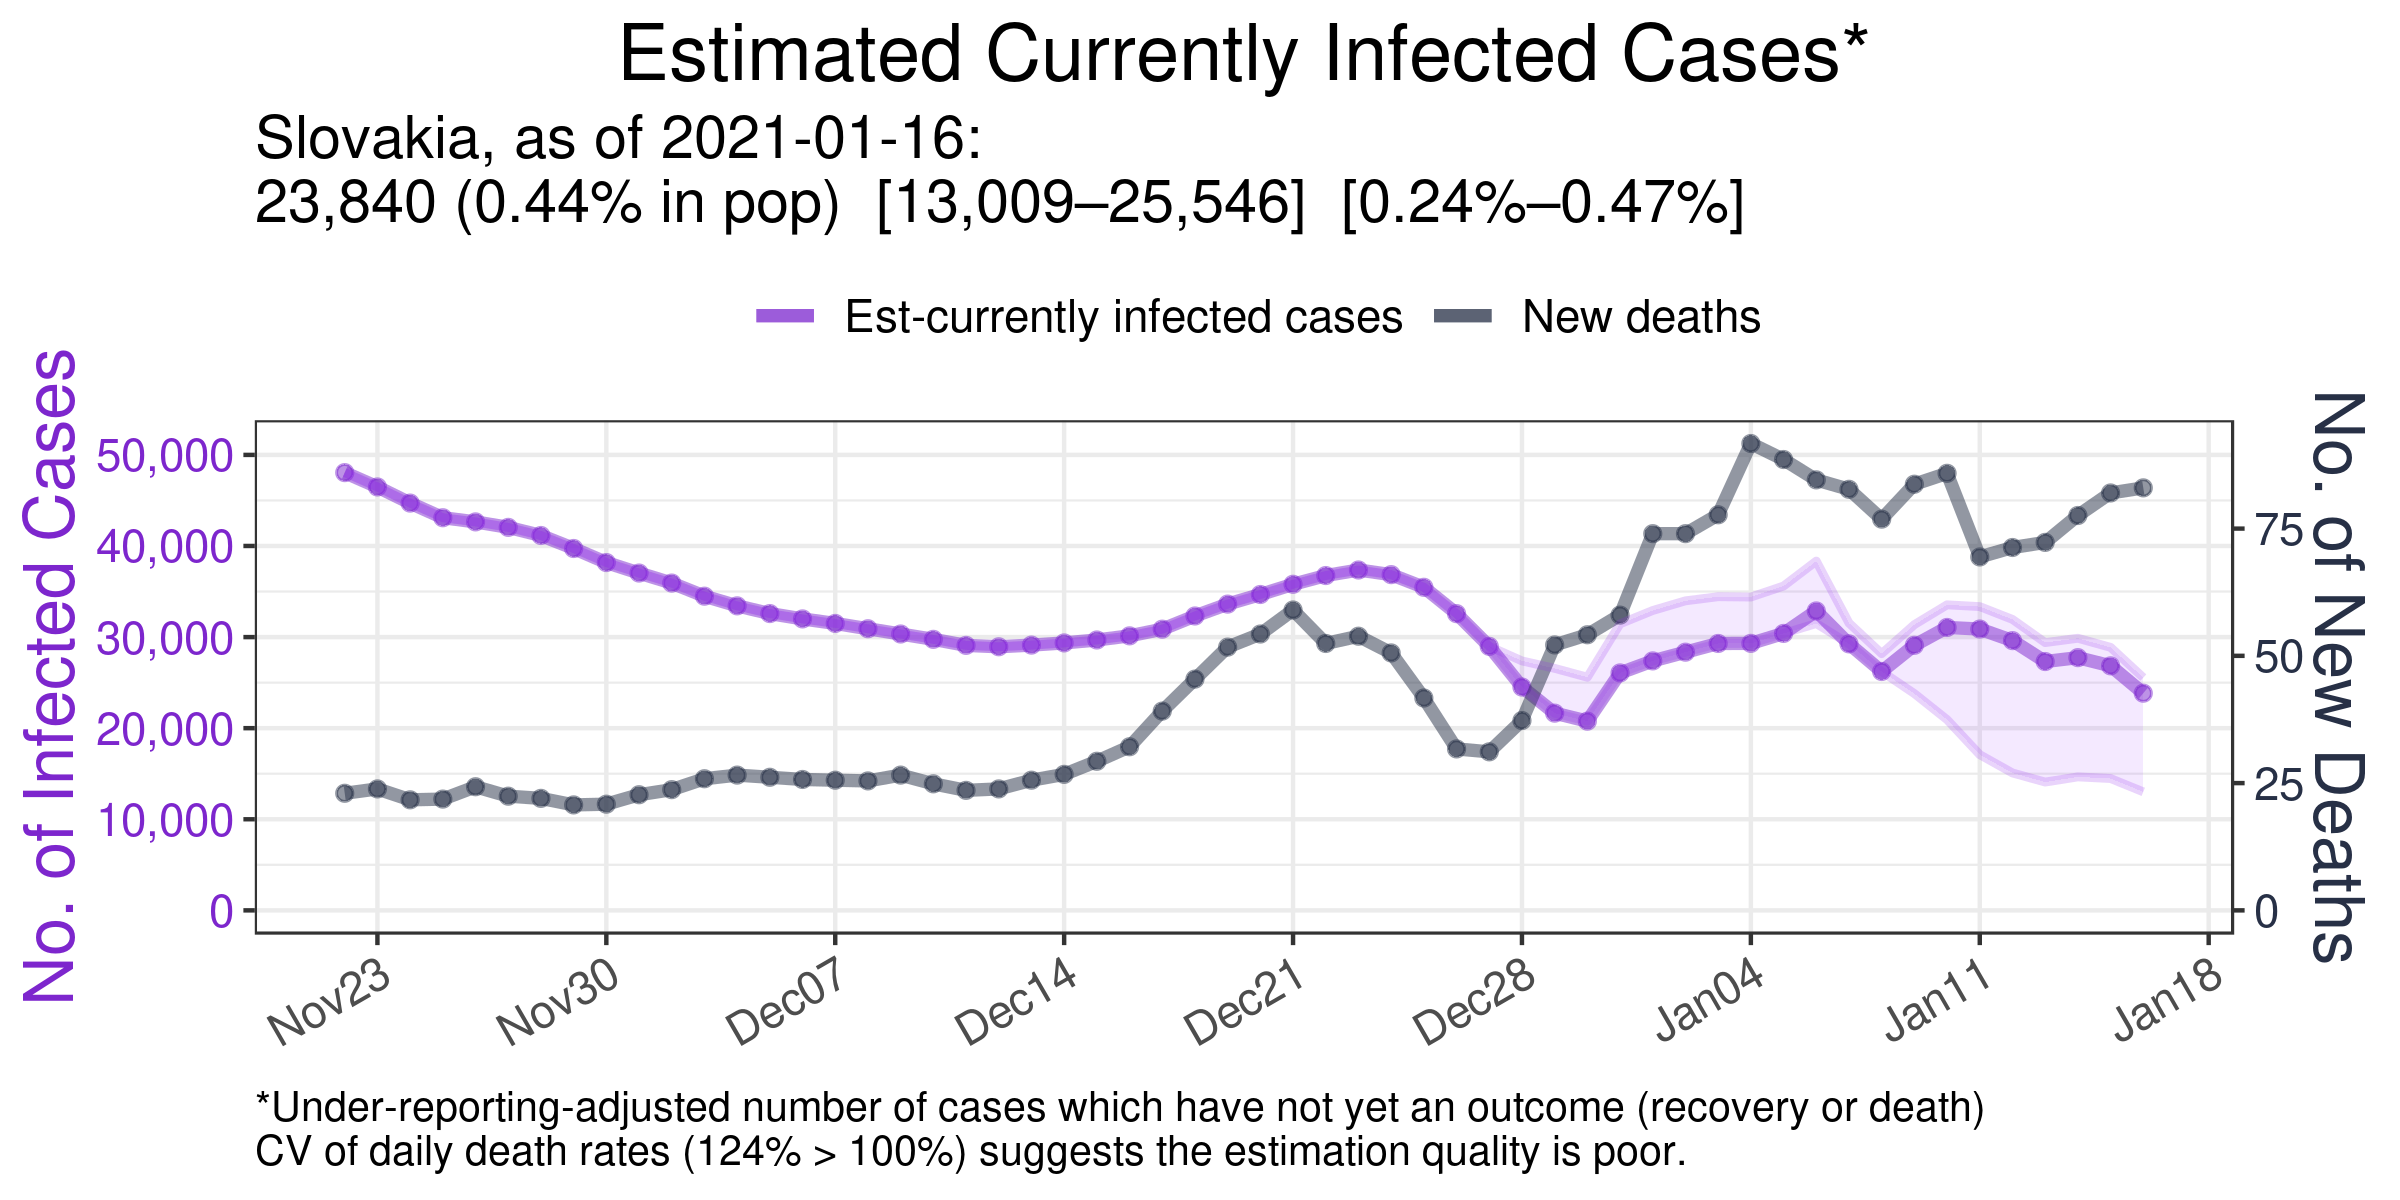 Estimated Currently Infected Cases*
Slovakia, as of 2021-01-16:
23,840 (0.44% in pop)  [13,009–25,546]  [0.24%–0.47%]
Est-currently infected cases
New deaths
No. of Infected Cases
50,000
40,000
30,000
20,000
10,000
0
75
50
25
0
No. of New Deaths
Nov23
Nov30
Dec07
Dec14
Dec21
Dec28
Jan04
Jan11
Jan18
*Under-reporting-adjusted number of cases which have not yet an outcome (recovery or death)
CV of daily death rates (124% > 100%) suggests the estimation quality is poor.